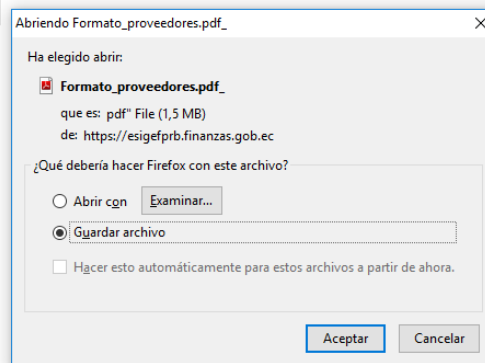 Abriendo Formato_proveedores.pdf_
Ha elegido abrir:
Formato_proveedores.pdf_
que es: pdf" File (1,5 MB)
de: https://esigefprb.finanzas.gob.ec
¿Qué debería hacer Firefox con este archivo?
Abrir con Examinar...
Guardar archivo
Hacer esto automáticamente para estos archivos a partir de ahora.
Aceptar Cancelar